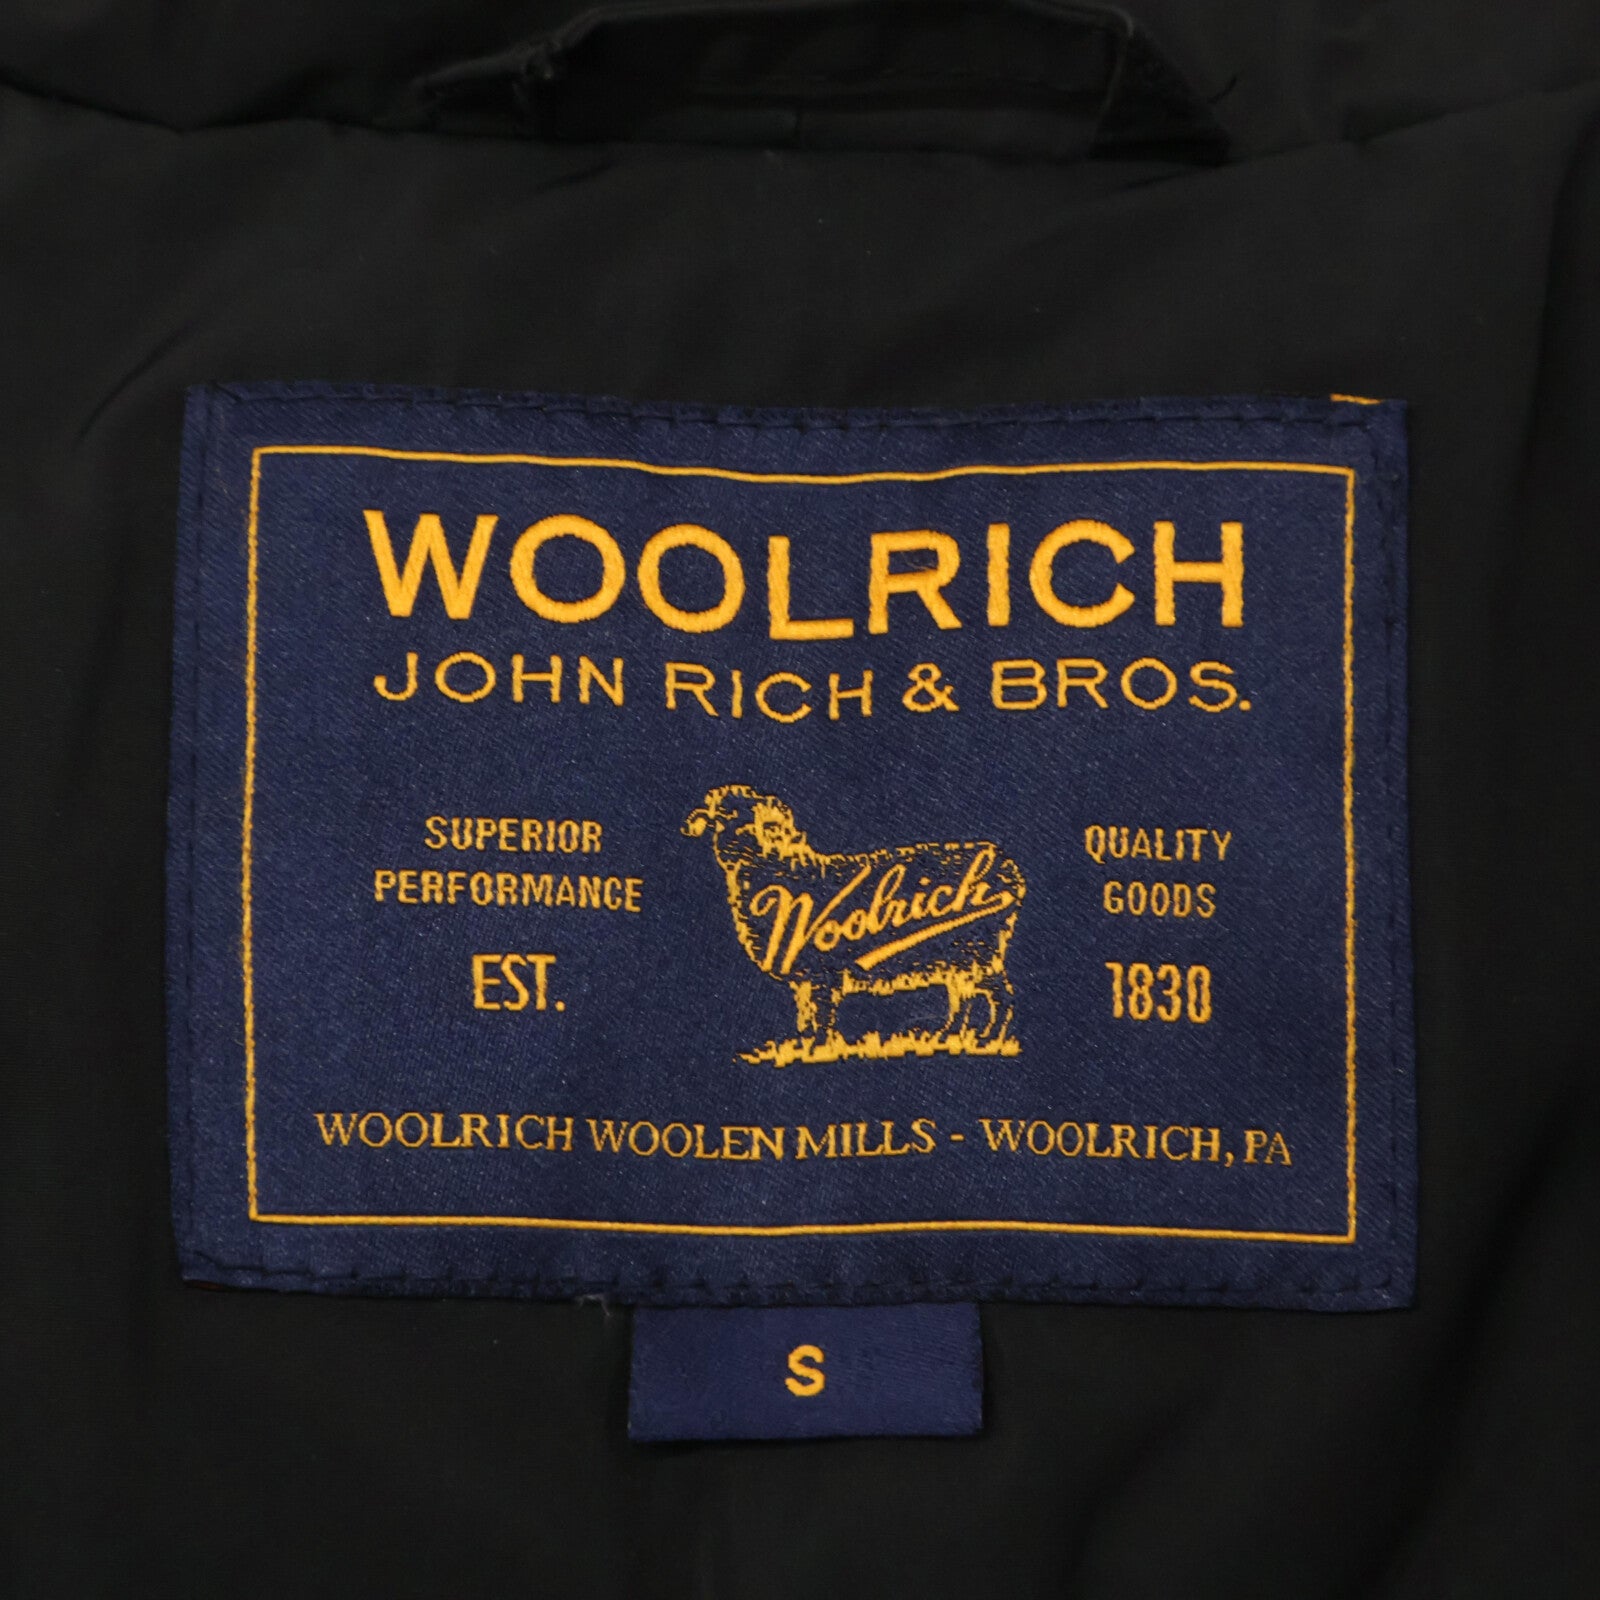 WOOLRICH
JOHN RICH & BROS.
SUPERIOR
PERFORMANCE
EST.
Woolrich
QUALITY
GOODS
1830
WOOLRICH WOOLEN MILLS - WOOLRICH, PA
S